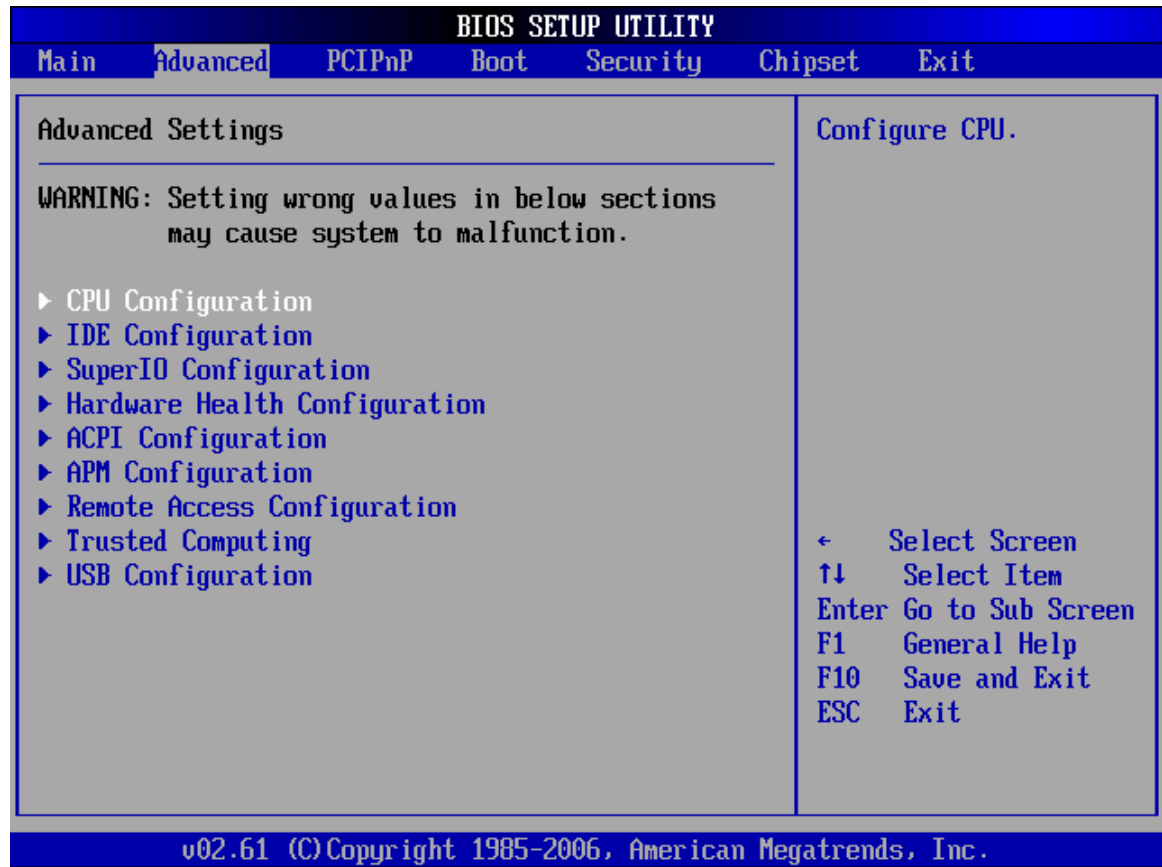 BIOS SETUP UTILITY
Main Advanced PCIPnP Boot Security Chipset Exit
Advanced Settings
WARNING: Setting wrong values in below sections
may cause system to malfunction.
▶ CPU Configuration
▶ IDE Configuration
▶ SuperIO Configuration
▶ Hardware Health Configuration
▶ ACPI Configuration
▶ APM Configuration
▶ Remote Access Configuration
▶ Trusted Computing
▶ USB Configuration
Configure CPU.
← Select Screen
↑↓ Select Item
Enter Go to Sub Screen
F1 General Help
F10 Save and Exit
ESC Exit
v02.61 (C)Copyright 1985-2006, American Megatrends, Inc.